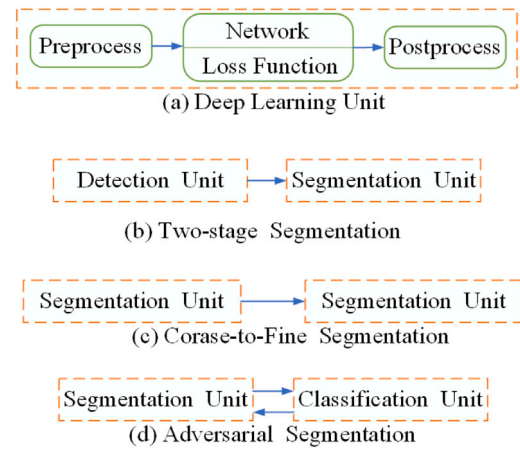 Preprocess
Network
Loss Function
Postprocess
(a) Deep Learning Unit
Detection Unit
Segmentation Unit
(b) Two-stage Segmentation
Segmentation Unit
Segmentation Unit
(c) Corase-to-Fine Segmentation
Segmentation Unit
Classification Unit
(d) Adversarial Segmentation